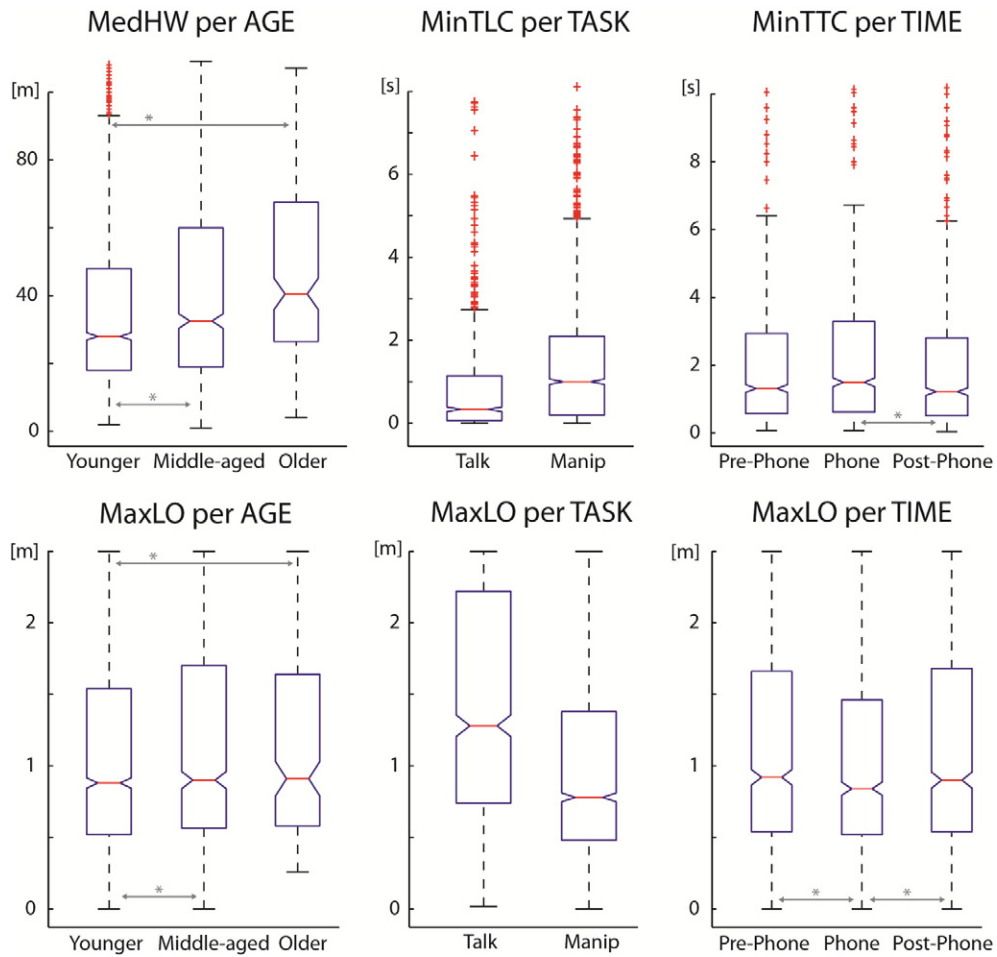 MedHW per AGE
[m]
80
40
0
*
*
Younger Middle-aged Older
MinTLC per TASK
[s]
6
4
2
0
Talk Manip
MinTTC per TIME
[s]
8
6
4
2
0
*
Pre-Phone Phone Post-Phone
MaxLO per AGE
[m]
2
1
0
*
*
Younger Middle-aged Older
MaxLO per TASK
[m]
2
1
0
Talk Manip
MaxLO per TIME
[m]
2
1
0
* *
Pre-Phone Phone Post-Phone